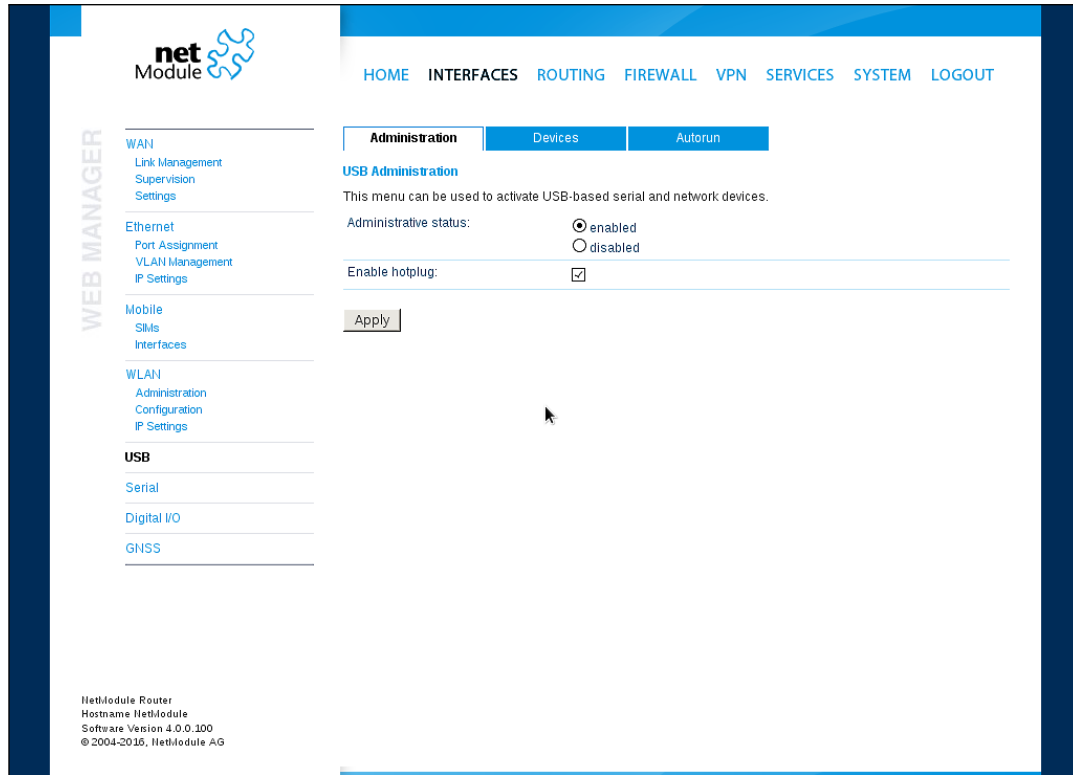 net
Module
HOME INTERFACES ROUTING FIREWALL VPN SERVICES SYSTEM LOGOUT
WEB MANAGER
WAN
Link Management
Supervision
Settings
Ethernet
Port Assignment
VLAN Management
IP Settings
Mobile
SIMs
Interfaces
WLAN
Administration
Configuration
IP Settings
USB
Serial
Digital I/O
GNSS
Administration Devices Autorun
USB Administration
This menu can be used to activate USB-based serial and network devices.
Administrative status: enabled
disabled
Enable hotplug:
Apply
NetModule Router
Hostname NetModule
Software Version 4.0.0.100
© 2004-2016, NetModule AG